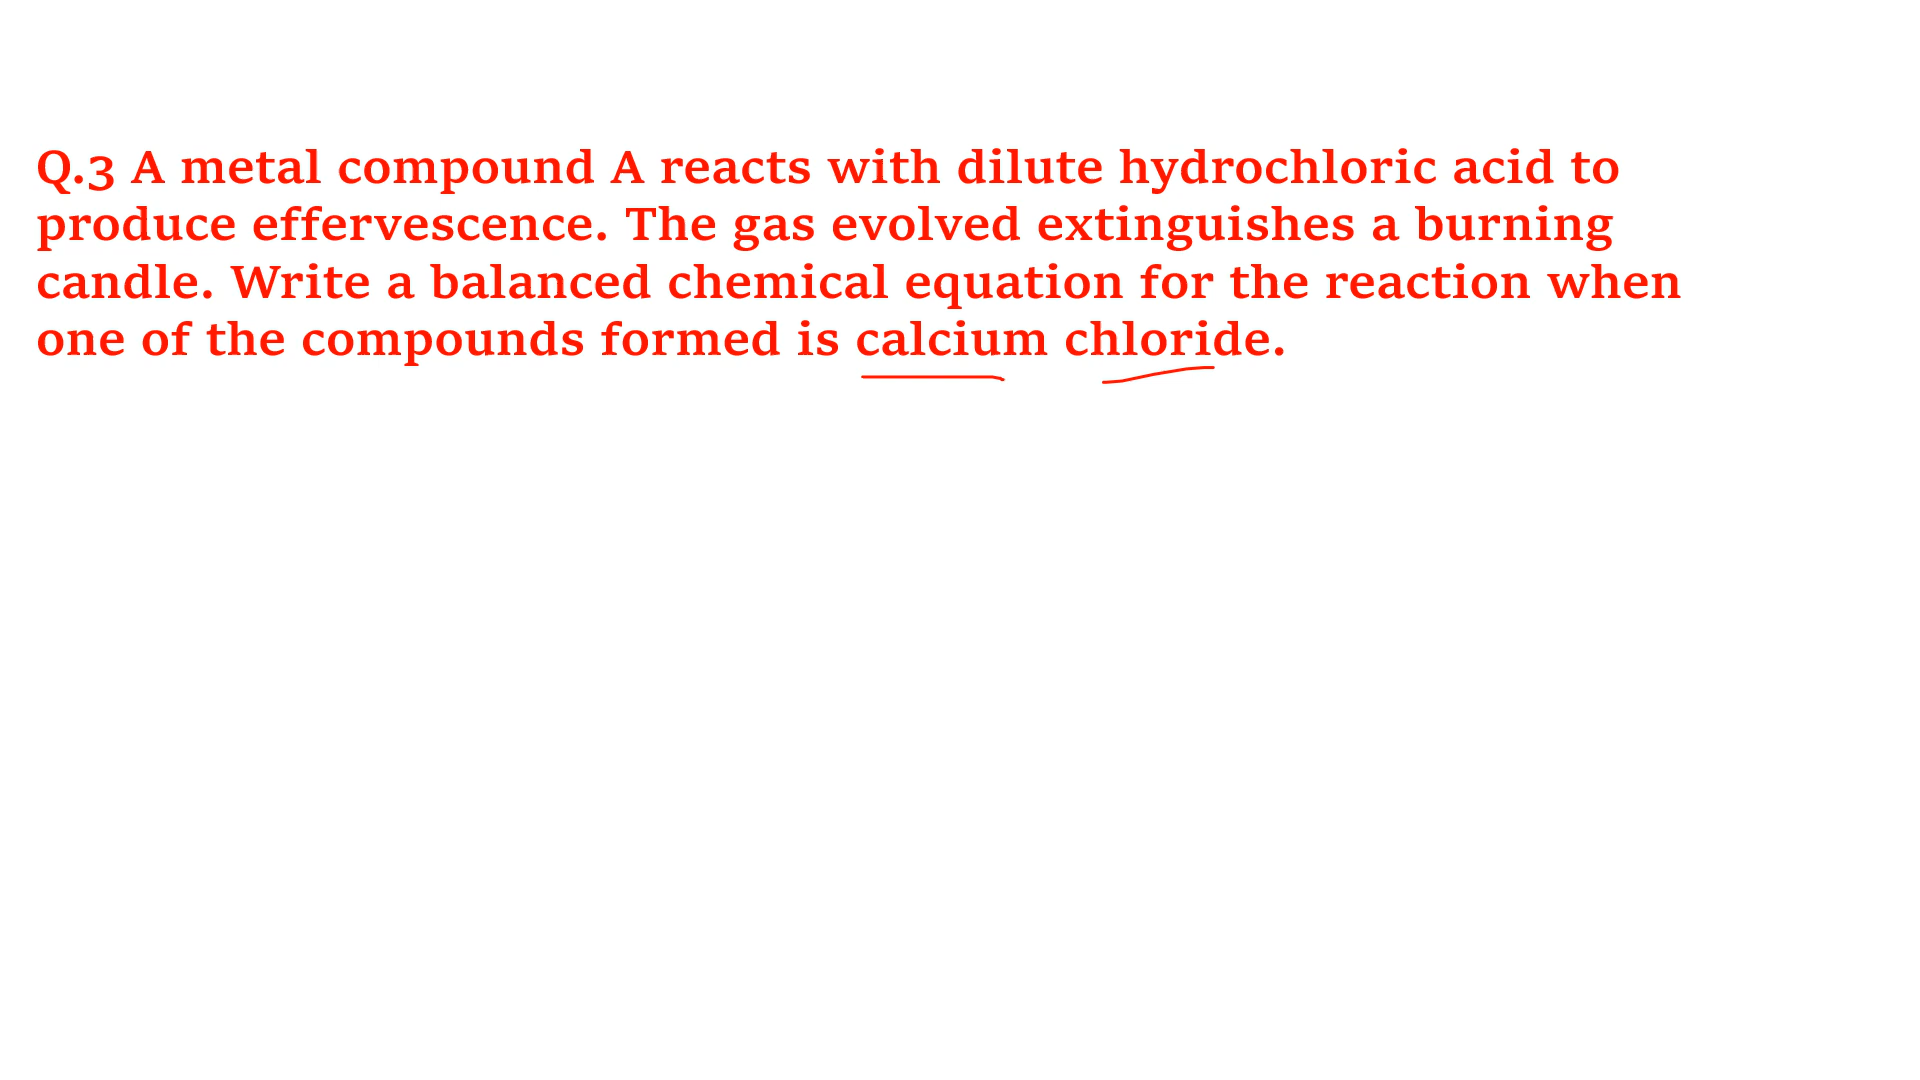 Q.3 A metal compound A reacts with dilute hydrochloric acid to
produce effervescence. The gas evolved extinguishes a burning
candle. Write a balanced chemical equation for the reaction when
one of the compounds formed is calcium chloride.